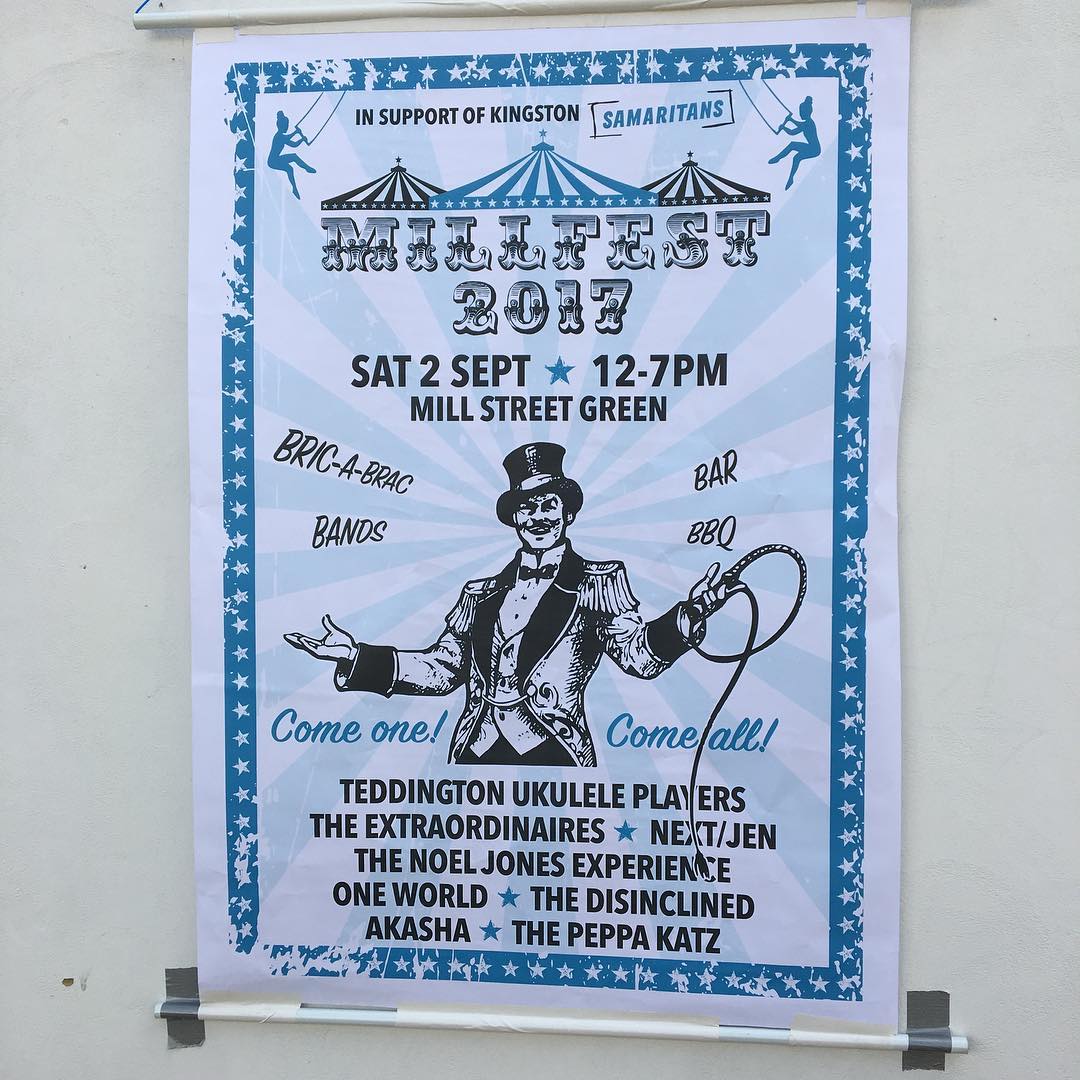 IN SUPPORT OF KINGSTON SAMARITANS
MILLFEST
2017
SAT 2 SEPT ★ 12-7PM
MILL STREET GREEN
BRIC-A-BRAC
BAR
BANDS
BBQ
Come one! Come all!
TEDDINGTON UKULELE PLAYERS
THE EXTRAORDINAIRES ★ NEXT/JEN
THE NOEL JONES EXPERIENCE
ONE WORLD ★ THE DISINCLINED
AKASHA ★ THE PEPPA KATZ